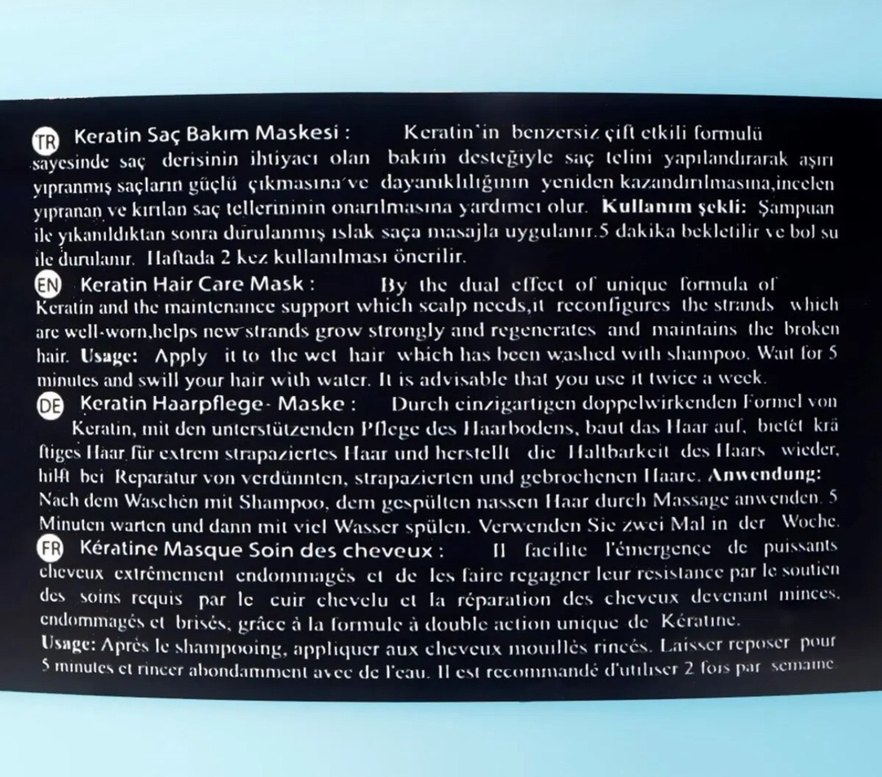 TR Keratin Saç Bakım Maskesi : Keratin'in benzersiz çift etkili formulü
sayesinde saç derisinin ihtiyacı olan bakım desteğiyle saç telini yapılandırarak aşırı
yıpranmış saçların güçlü çıkmasına ve dayanıklılığının yeniden kazandırılmasına,incelen
yıpranan ve kırılan saç tellerininin onarılmasına yardımcı olur. Kullanım şekli: Şampuan
ile yıkanıldıktan sonra durulanmış ıslak saça masajla uygulanır.5 dakika bekletilir ve bol su
ile durulanır. Haftada 2 kez kullanılması önerilir.
EN Keratin Hair Care Mask : By the dual effect of unique formula of
Keratin and the maintenance support which scalp needs,it reconfigures the strands which
are well-worn,helps new strands grow strongly and regenerates and maintains the broken
hair. Usage: Apply it to the wet hair which has been washed with shampoo. Wait for 5
minutes and swill your hair with water. It is advisable that you use it twice a week.
DE Keratin Haarpflege- Maske : Durch einzigartigen doppelwirkenden Formel von
Keratin, mit den unterstützenden Pflege des Haarbodens, baut das Haar auf, bietet krä
ftiges Haar für extrem strapaziertes Haar und herstellt die Haltbarkeit des Haars wieder,
hilft bei Reparatur von verdünnten, strapazierten und gebrochenen Haare. Anwendung:
Nach dem Waschen mit Shampoo, dem gespülten nassen Haar durch Massage anwenden. 5
Minuten warten und dann mit viel Wasser spülen. Verwenden Sie zwei Mal in der Woche.
FR Kératine Masque Soin des cheveux : Il facilite l'émergence de puissants
cheveux extrêmement endommagés et de les faire regagner leur resistance par le soutien
des soins requis par le cuir chevelu et la réparation des cheveux devenant minces,
endommagés et brisés, grâce à la formule à double action unique de Kératine.
Usage: Après le shampooing, appliquer aux cheveux mouillés rincés. Laisser reposer pour
5 minutes et rincer abondamment avec de l'eau. Il est recommandé d'utiliser 2 fois par semaine